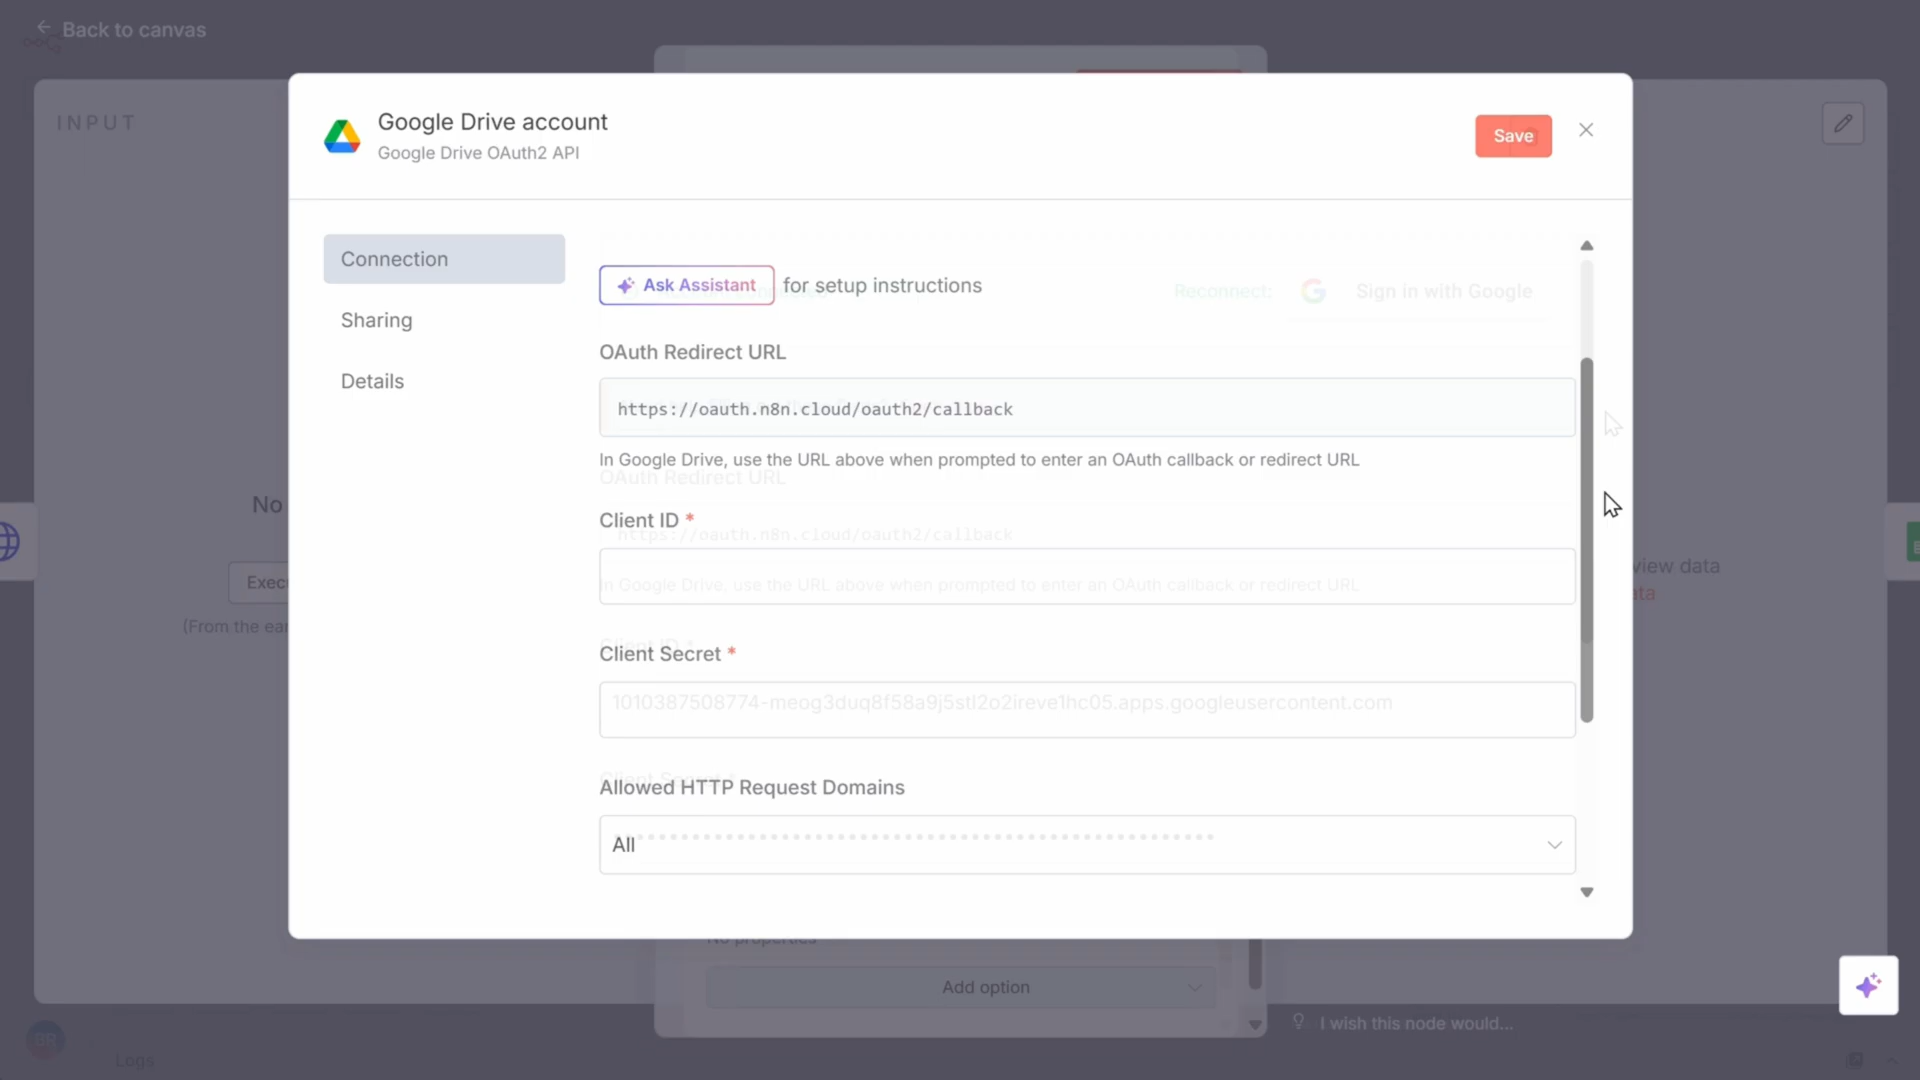 Back to canvas
INPUT
Google Drive account
Google Drive OAuth2 API
Save
Connection
Sharing
Details
Ask Assistant for setup instructions
Reconnect: Sign in with Google
OAuth Redirect URL
https://oauth.n8n.cloud/oauth2/callback
In Google Drive, use the URL above when prompted to enter an OAuth callback or redirect URL
OAuth Redirect URL
Client ID *
https://oauth.n8n.cloud/oauth2/callback
In Google Drive, use the URL above when prompted to enter an OAuth callback or redirect URL
Client ID *
Client Secret *
1010387508774-meog3duq8f58a9j5stl2o2ireve1hc05.apps.googleusercontent.com
Client Secret *
Allowed HTTP Request Domains
All
No
(From the
view data
No properties
Add option
I wish this node would...
BR
Logs